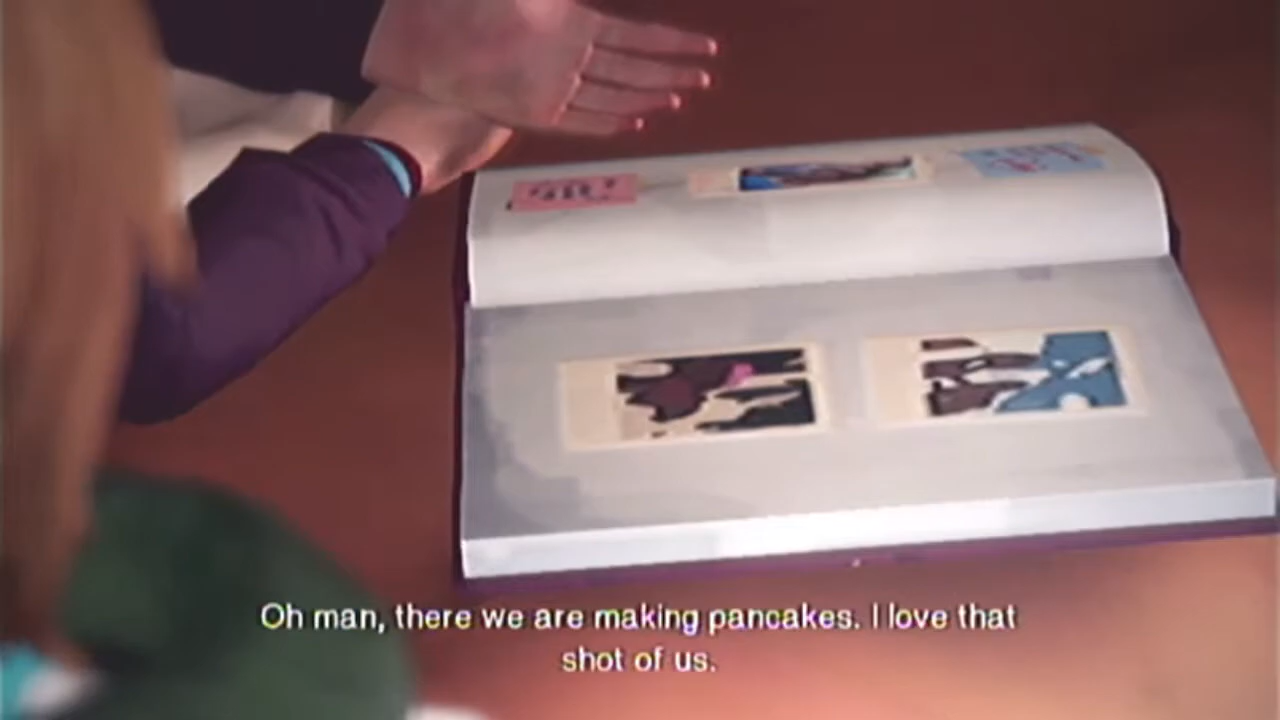 Oh man, there we are making pancakes. I love that
shot of us.